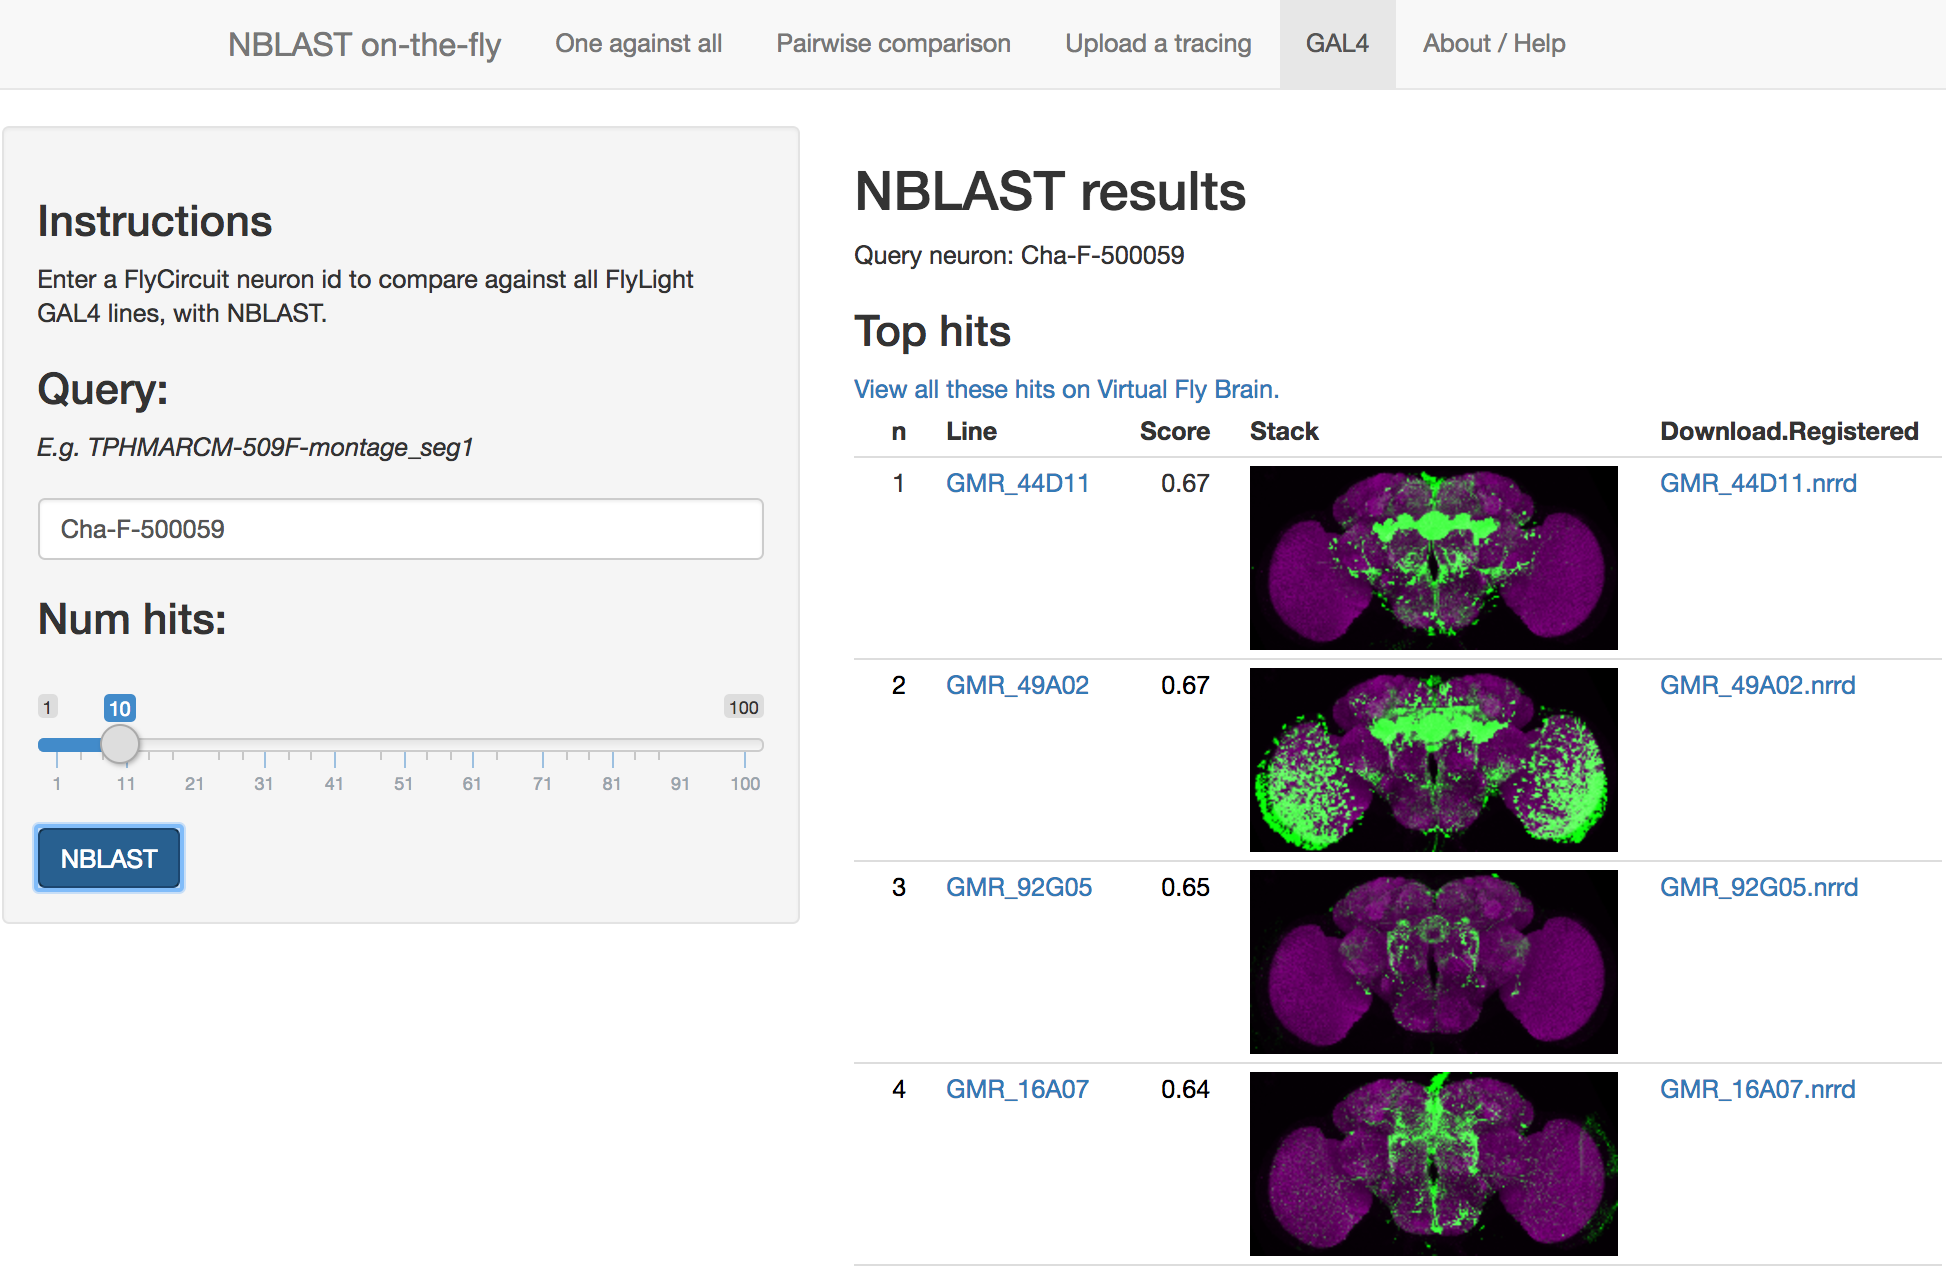 NBLAST on-the-fly One against all Pairwise comparison Upload a tracing GAL4 About / Help
Instructions
Enter a FlyCircuit neuron id to compare against all FlyLight
GAL4 lines, with NBLAST.
Query:
E.g. TPHMARCM-509F-montage_seg1
Cha-F-500059
Num hits:
1 10 100
1 11 21 31 41 51 61 71 81 91 100
NBLAST
NBLAST results
Query neuron: Cha-F-500059
Top hits
View all these hits on Virtual Fly Brain.
n Line Score Stack Download.Registered
1 GMR_44D11 0.67 GMR_44D11.nrrd
2 GMR_49A02 0.67 GMR_49A02.nrrd
3 GMR_92G05 0.65 GMR_92G05.nrrd
4 GMR_16A07 0.64 GMR_16A07.nrrd